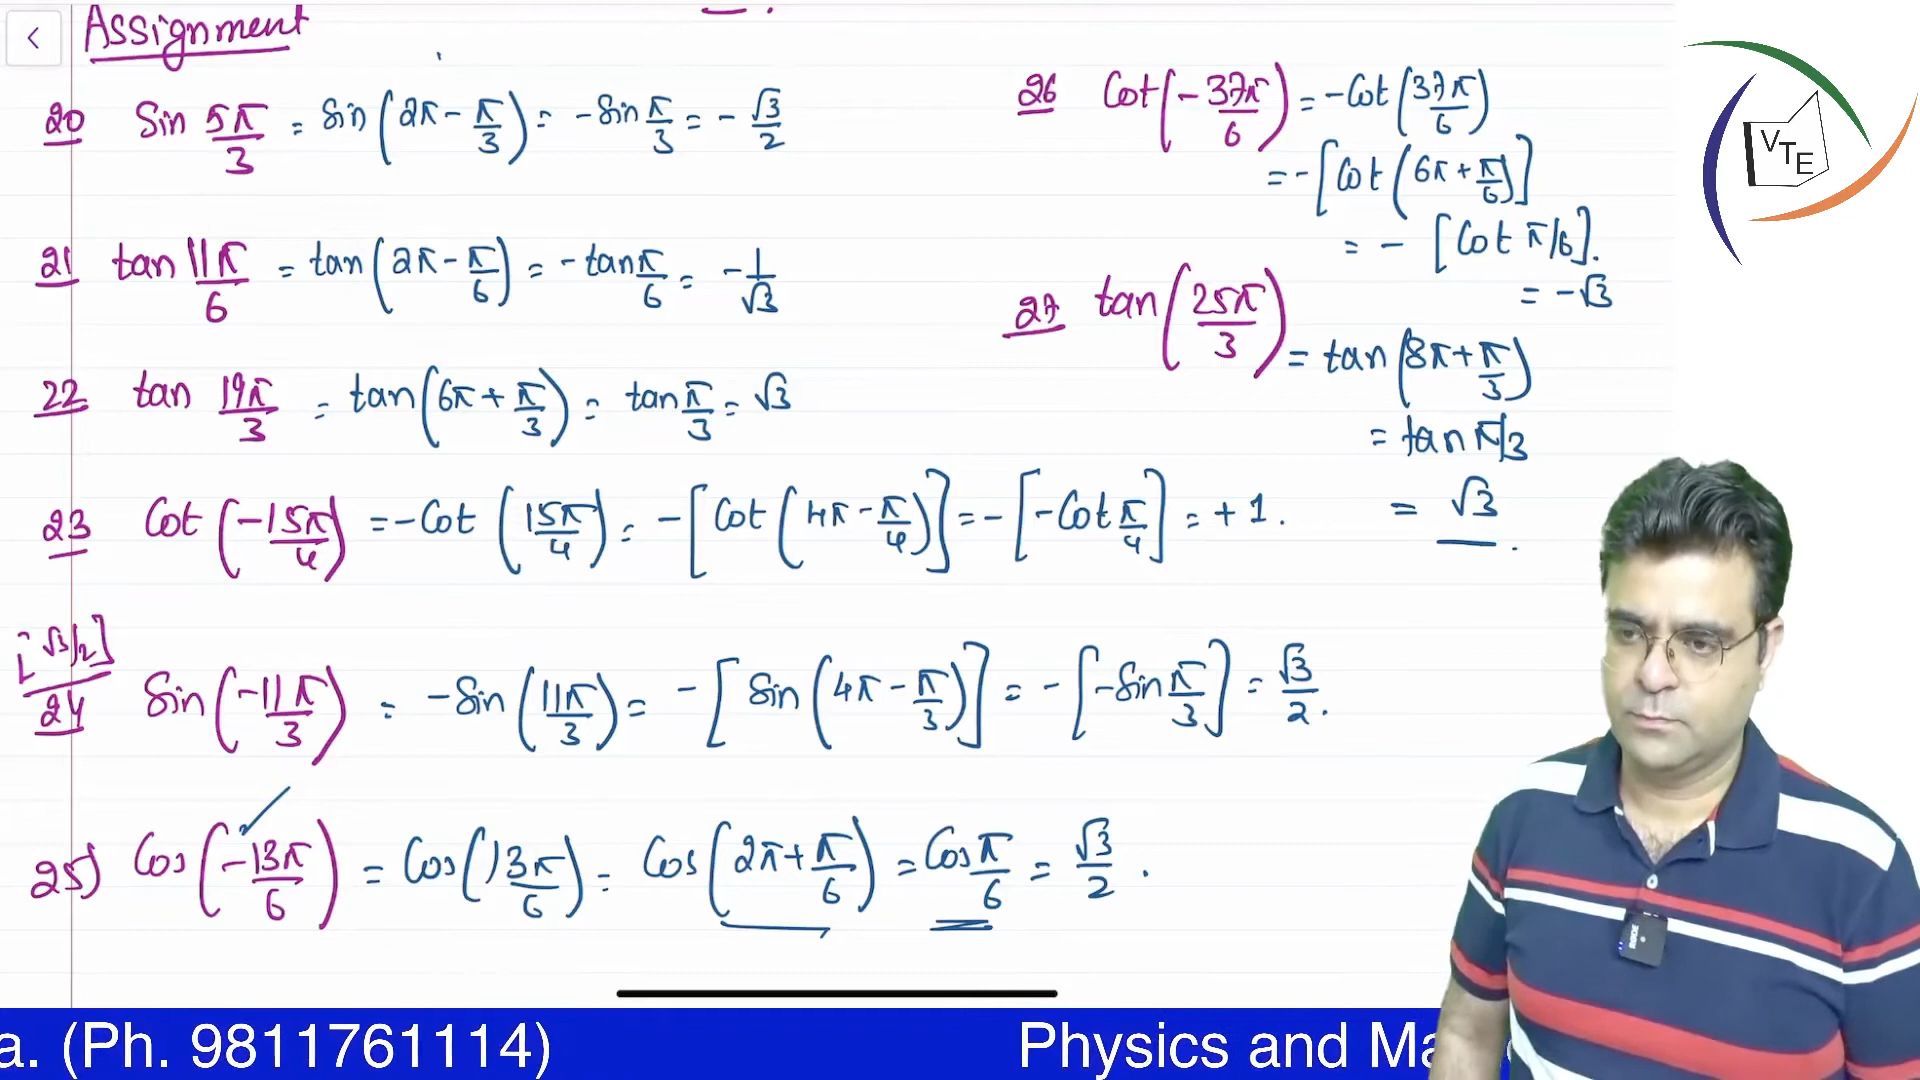 Assignment
20 Sin 5π/3 = Sin(2π - π/3) = -Sin π/3 = -√3/2
21 tan 11π/6 = tan(2π - π/6) = -tan π/6 = -1/√3
22 tan 19π/3 = tan(6π + π/3) = tan π/3 = √3
23 Cot(-15π/4) = -Cot(15π/4) = -[Cot(4π - π/4)] = -[-Cot π/4] = +1.
[√3/2]
24 Sin(-11π/3) = -Sin(11π/3) = -[Sin(4π - π/3)] = -[-Sin π/3] = √3/2.
25) Cos(-13π/6) = Cos(13π/6) = Cos(2π + π/6) = Cos π/6 = √3/2.
26 Cot(-37π/6) = -Cot(37π/6)
= -[Cot(6π + π/6)]
= -[Cot π/6].
= -√3
27 tan(25π/3) = tan(8π + π/3)
= tan π/3
= √3.
VTE
RODE
a. (Ph. 9811761114) Physics and Ma